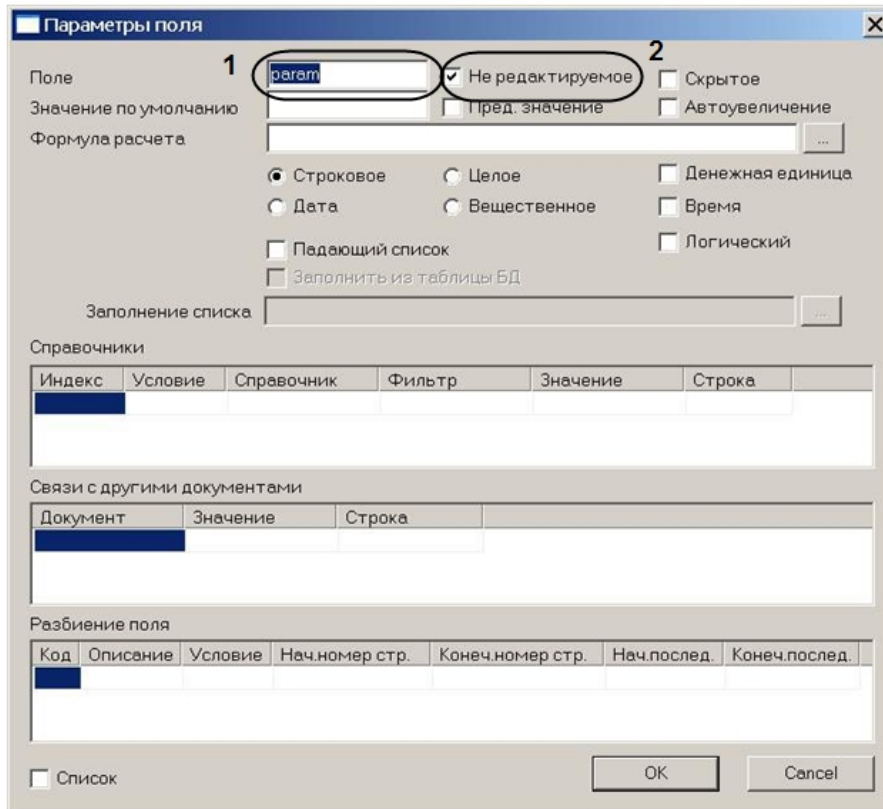 Параметры поля
1
2
Поле param Не редактируемое Скрытое
Значение по умолчанию Пред. значение Автоувеличение
Формула расчета ...
Строковое Целое Денежная единица
Дата Вещественное Время
Падающий список Логический
Заполнить из таблицы БД
Заполнение списка ...
Справочники
Индекс Условие Справочник Фильтр Значение Строка
Связи с другими документами
Документ Значение Строка
Разбиение поля
Код Описание Условие Нач.номер стр. Конеч.номер стр. Нач.послед. Конеч.послед.
Список OK Cancel